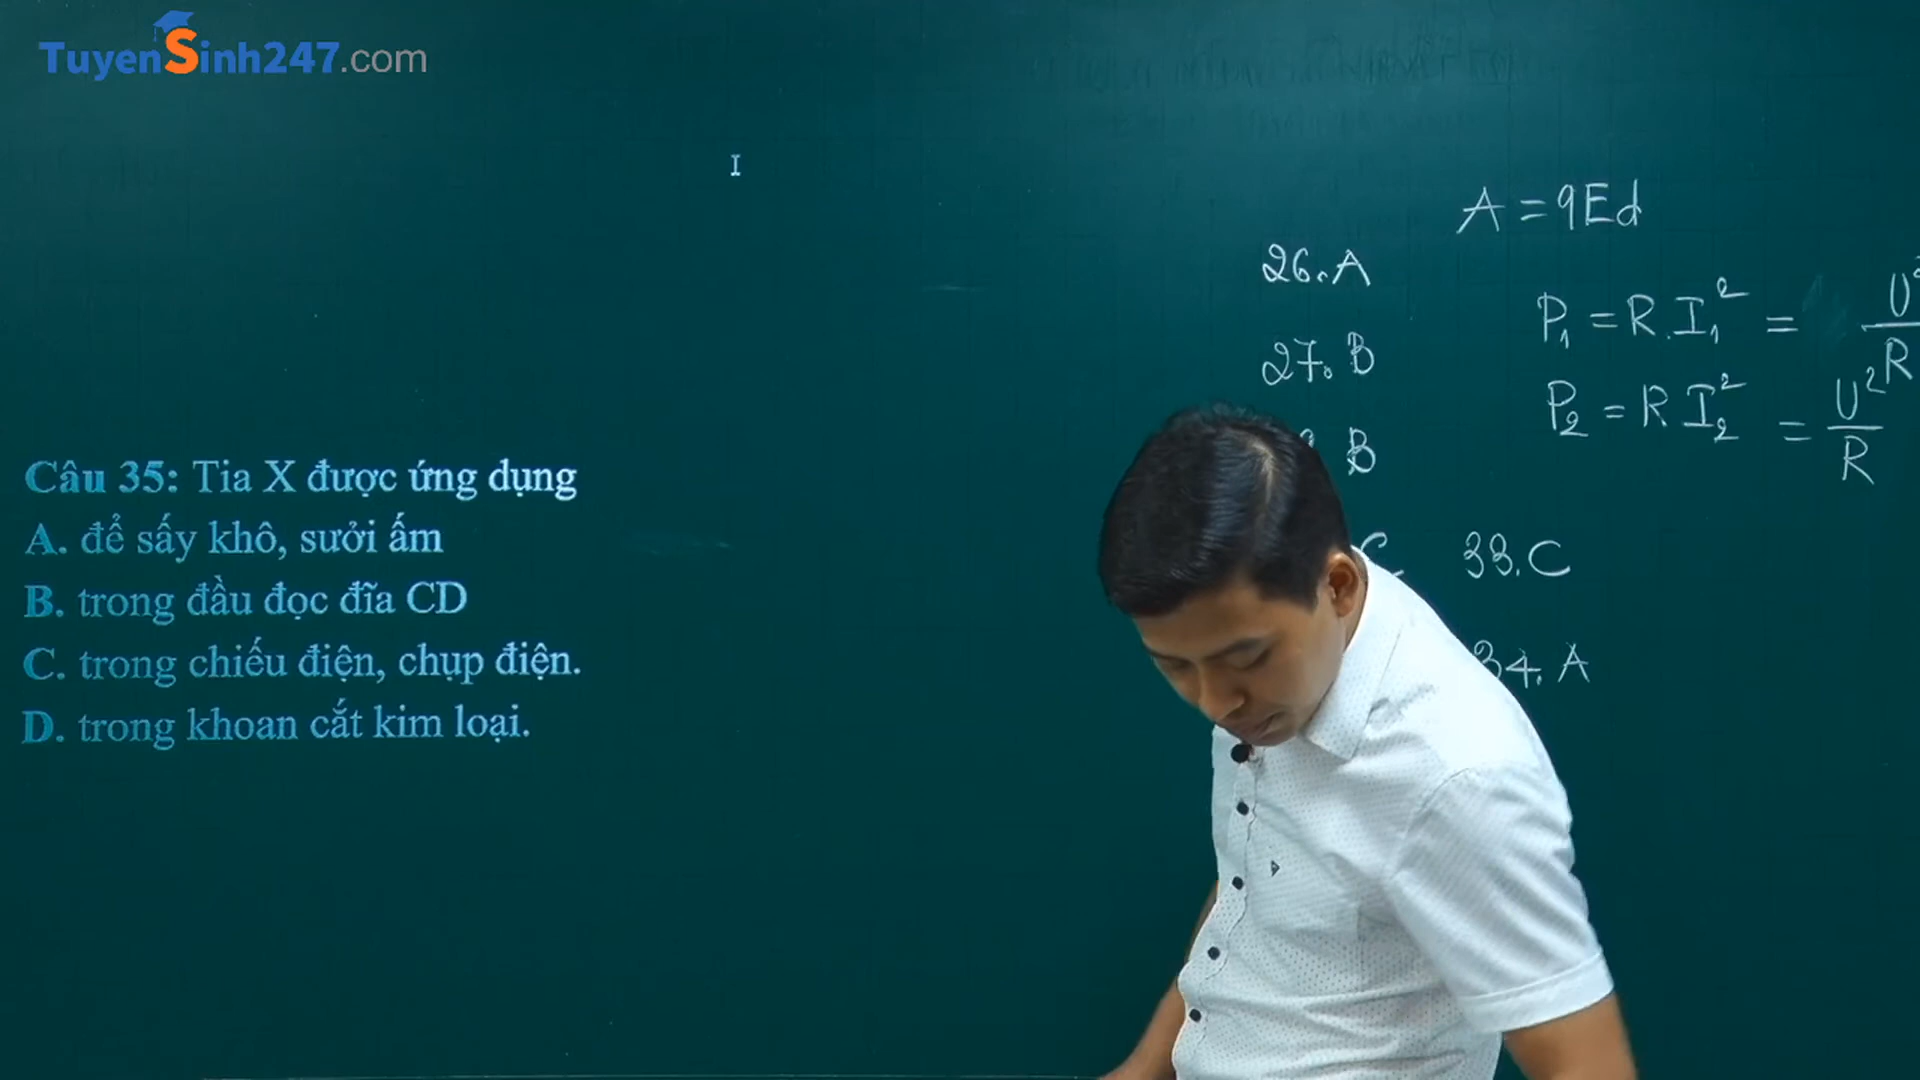 TuyenSinh247.com
A = qEd
26. A
P₁ = R.I₁² = U²/R
27. B
P₂ = R I₂² = U²/R
B
Câu 35: Tia X được ứng dụng
A. để sấy khô, sưởi ấm
C 33. C
B. trong đầu đọc đĩa CD
C. trong chiếu điện, chụp điện.
34. A
D. trong khoan cắt kim loại.